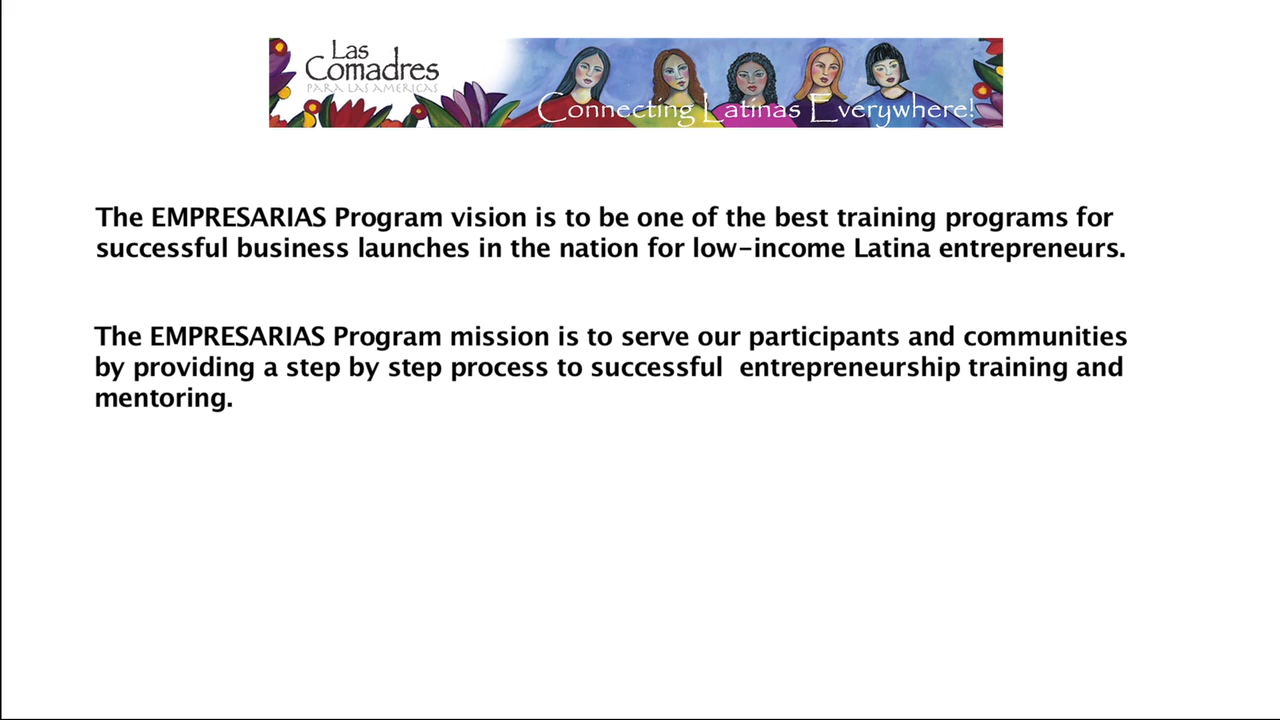 Las
Comadres
PARA LAS AMERICAS
Connecting Latinas Everywhere!
The EMPRESARIAS Program vision is to be one of the best training programs for
successful business launches in the nation for low-income Latina entrepreneurs.
The EMPRESARIAS Program mission is to serve our participants and communities
by providing a step by step process to successful  entrepreneurship training and
mentoring.